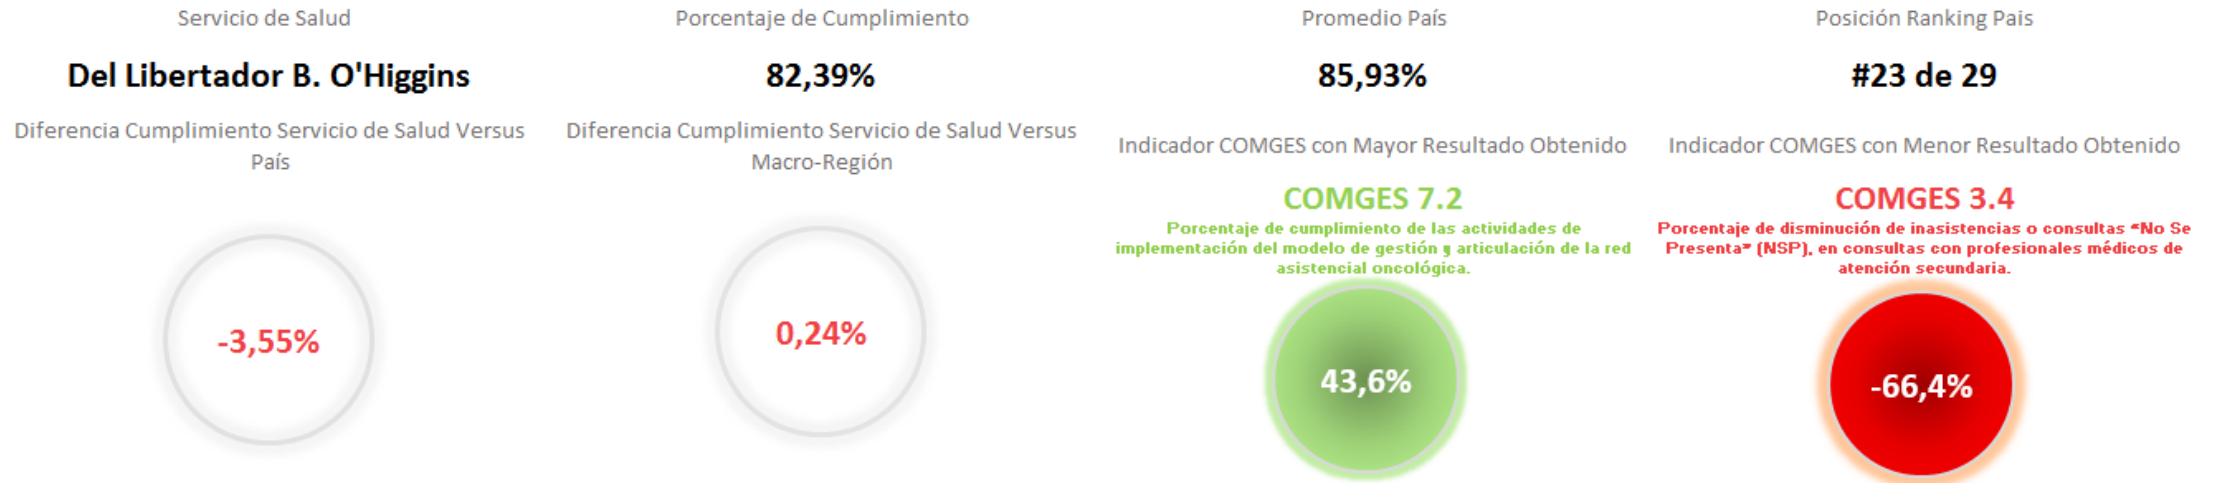 Servicio de Salud
Del Libertador B. O'Higgins
Porcentaje de Cumplimiento
82,39%
Promedio País
85,93%
Posición Ranking Pais
#23 de 29
Diferencia Cumplimiento Servicio de Salud Versus
País
-3,55%
Diferencia Cumplimiento Servicio de Salud Versus
Macro-Región
0,24%
Indicador COMGES con Mayor Resultado Obtenido
COMGES 7.2
Porcentaje de cumplimiento de las actividades de
implementación del modelo de gestión y articulación de la red
asistencial oncológica.
43,6%
Indicador COMGES con Menor Resultado Obtenido
COMGES 3.4
Porcentaje de disminución de inasistencias o consultas “No Se
Presenta” (NSP), en consultas con profesionales médicos de
atención secundaria.
-66,4%